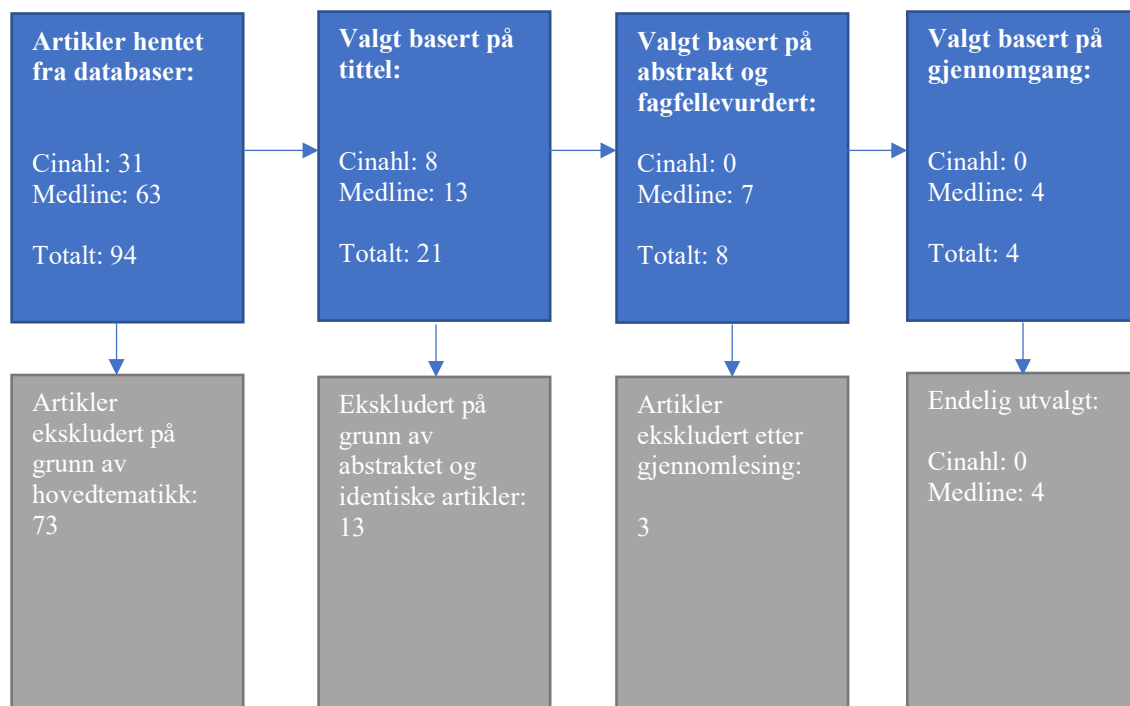 Artikler hentet
fra databaser:
Cinahl: 31
Medline: 63
Totalt: 94
Valgt basert på
tittel:
Cinahl: 8
Medline: 13
Totalt: 21
Valgt basert på
abstrakt og
fagfellevurdert:
Cinahl: 0
Medline: 7
Totalt: 8
Valgt basert på
gjennomgang:
Cinahl: 0
Medline: 4
Totalt: 4
Artikler
ekskludert på
grunn av
hovedtematikk:
73
Ekskludert på
grunn av
abstraktet og
identiske artikler:
13
Artikler
ekskludert etter
gjennomlesing:
3
Endelig utvalgt:
Cinahl: 0
Medline: 4